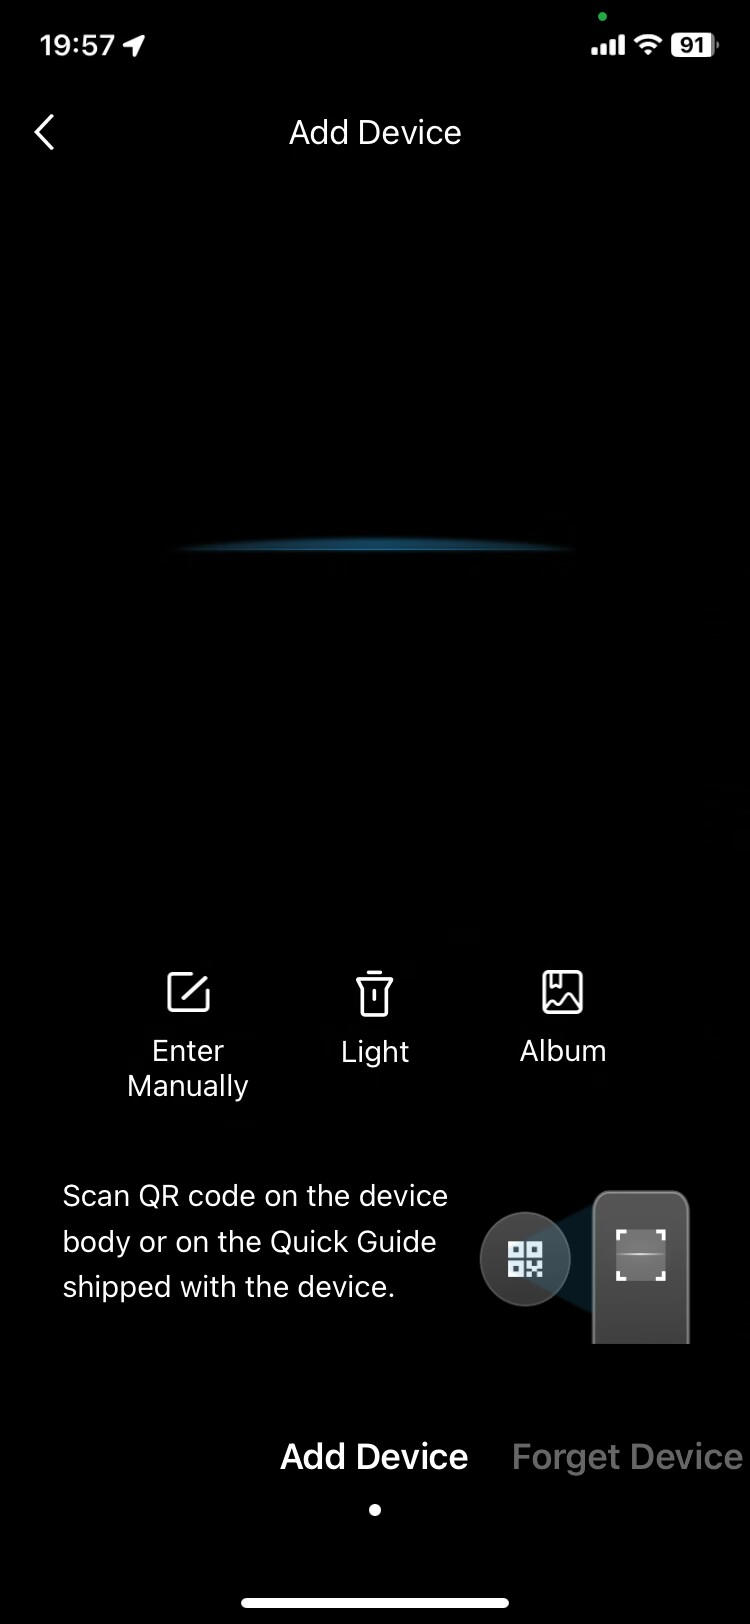 19:57
91
Add Device
Enter
Manually
Light
Album
Scan QR code on the device
body or on the Quick Guide
shipped with the device.
Add Device
Forget Device